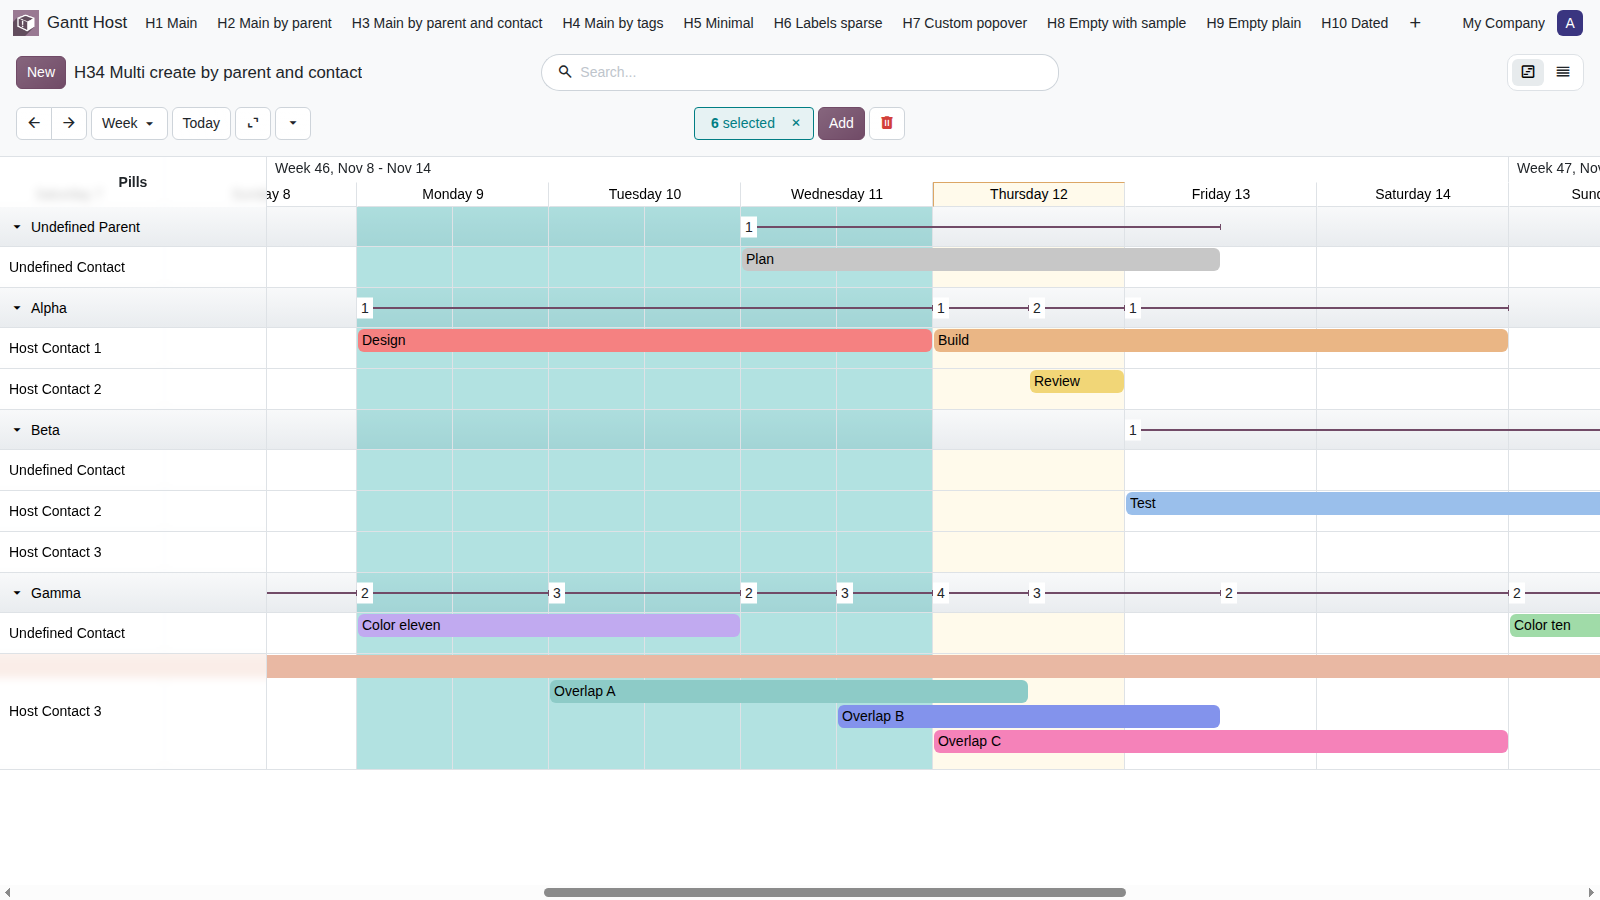 Gantt Host H1 Main H2 Main by parent H3 Main by parent and contact H4 Main by tags H5 Minimal H6 Labels sparse H7 Custom popover H8 Empty with sample H9 Empty plain H10 Dated + My Company A
New H34 Multi create by parent and contact Search...
Week Today 6 selected × Add
Pills Week 46, Nov 8 - Nov 14 Week 47, Nov
ay 8 Monday 9 Tuesday 10 Wednesday 11 Thursday 12 Friday 13 Saturday 14 Sund
Undefined Parent 1
Undefined Contact Plan
Alpha 1 1 2 1
Host Contact 1 Design Build
Host Contact 2 Review
Beta 1
Undefined Contact
Host Contact 2 Test
Host Contact 3
Gamma 2 3 2 3 4 3 2 2
Undefined Contact Color eleven Color ten
Host Contact 3 Overlap A
Overlap B
Overlap C